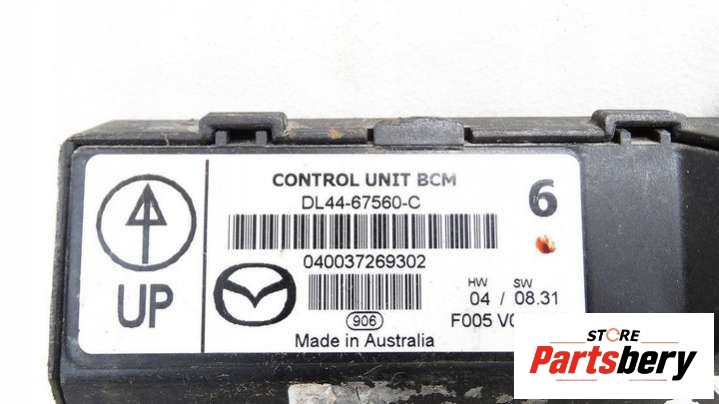 CONTROL UNIT BCM
DL44-67560-C
6
040037269302
HW SW
04 / 08.31
906
F005
UP
Made in Australia
STORE
Partsbery